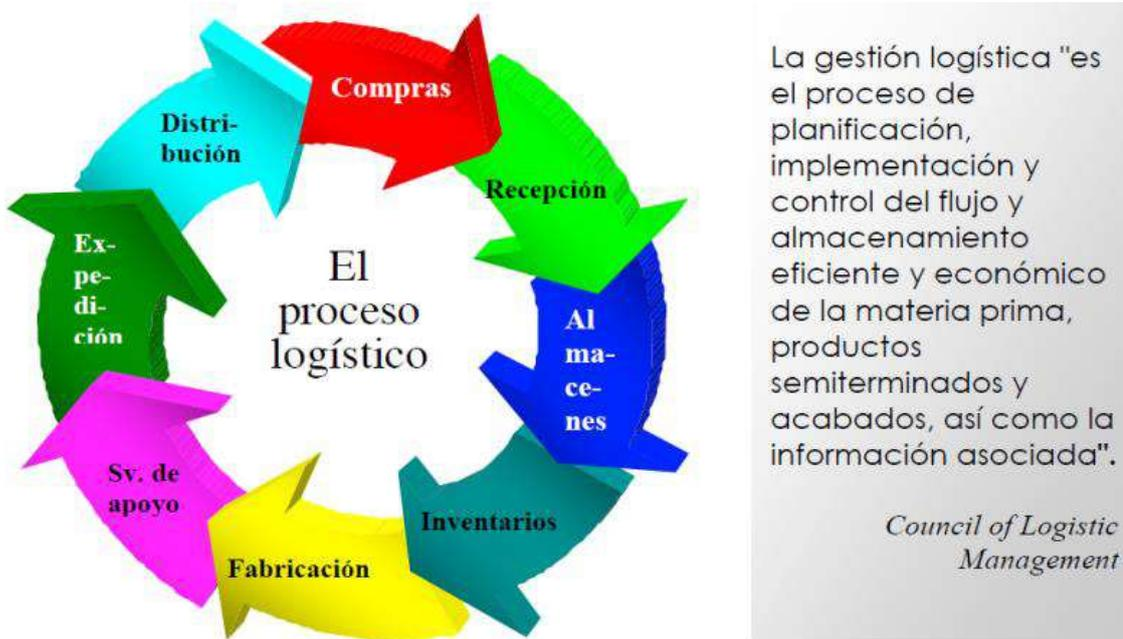 Compras
Recepción
Al
ma-
ce-
nes
Inventarios
Fabricación
Sv. de
apoyo
Ex-
pe-
di-
ción
Distri-
bución
El
proceso
logístico
La gestión logística "es
el proceso de
planificación,
implementación y
control del flujo y
almacenamiento
eficiente y económico
de la materia prima,
productos
semiterminados y
acabados, así como la
información asociada".
Council of Logistic
Management